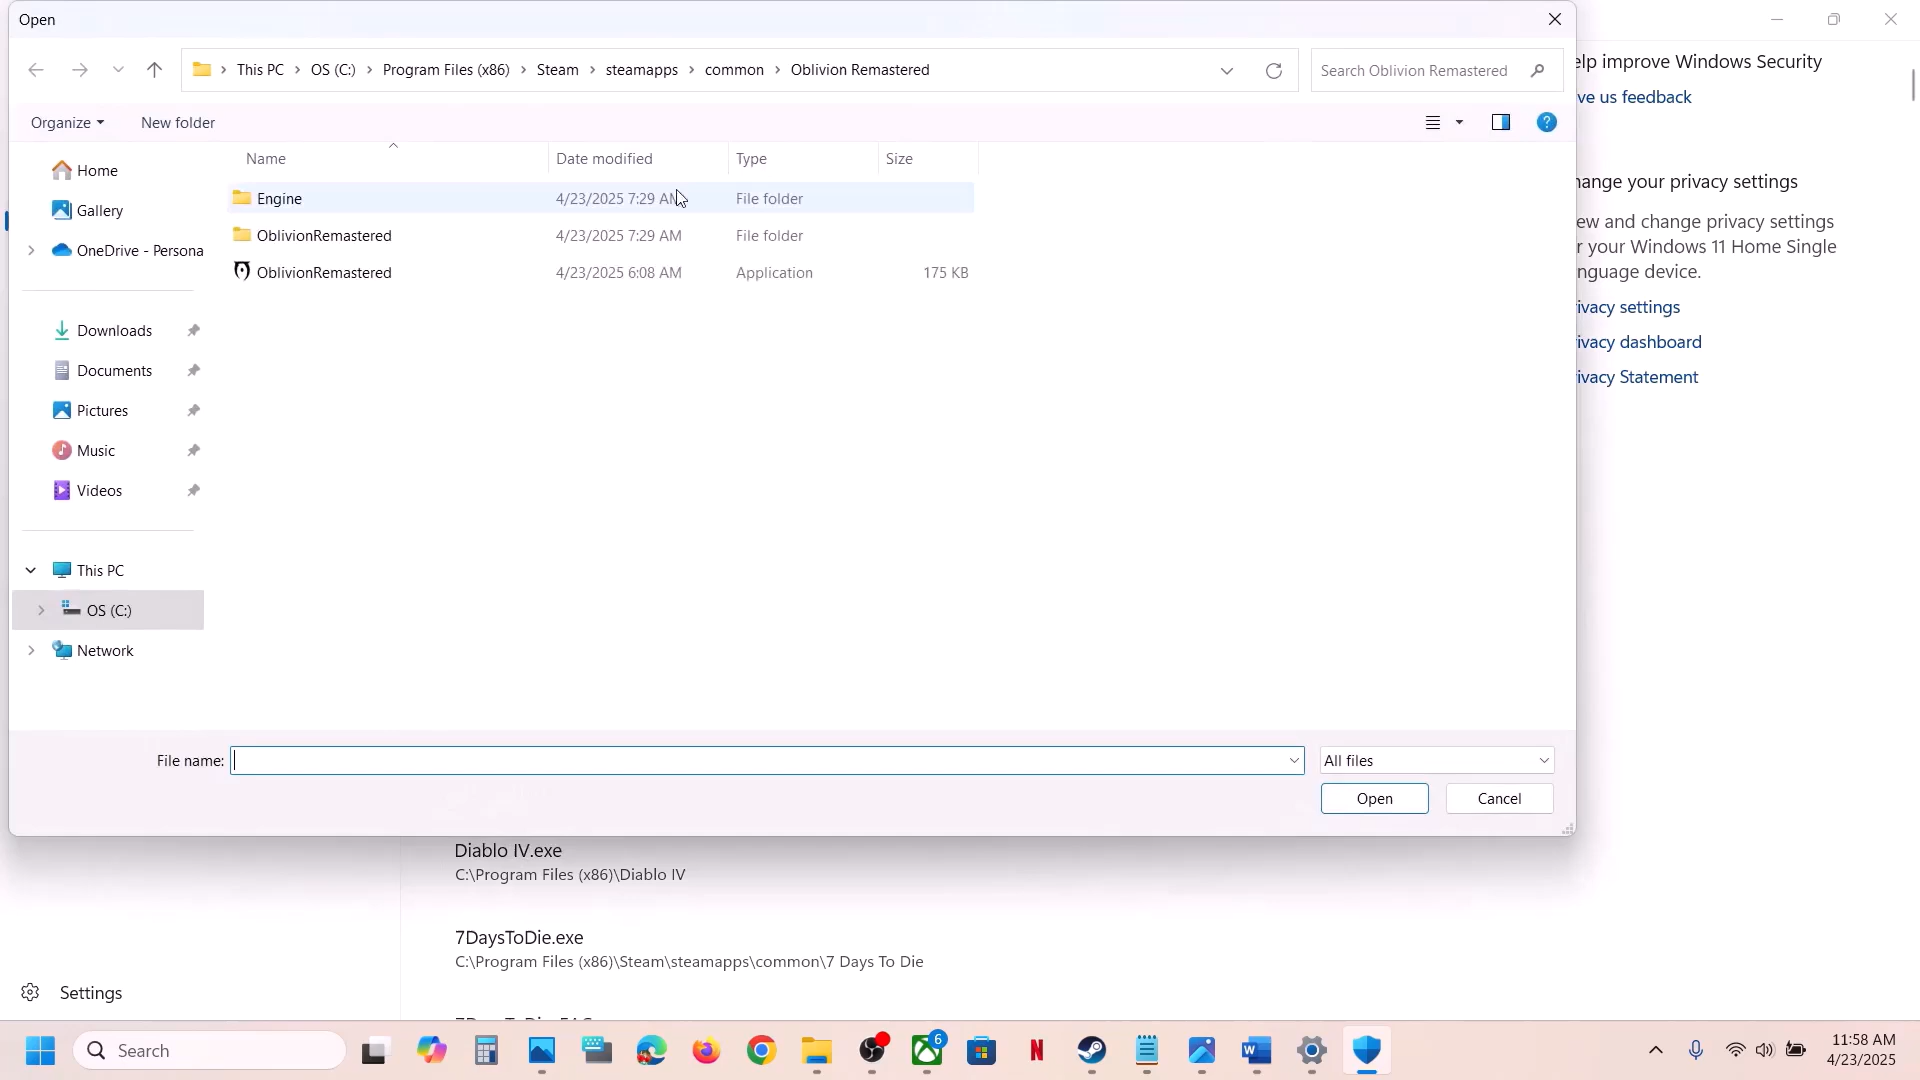 Open
This PC > OS (C:) > Program Files (x86) > Steam > steamapps > common > Oblivion Remastered
Search Oblivion Remastered
Organize
New folder
Name
Date modified
Type
Size
Home
Gallery
OneDrive - Persona
Downloads
Documents
Pictures
Music
Videos
This PC
OS (C:)
Network
Engine 4/23/2025 7:29 AM File folder
OblivionRemastered 4/23/2025 7:29 AM File folder
OblivionRemastered 4/23/2025 6:08 AM Application 175 KB
File name:
All files
Open
Cancel
elp improve Windows Security
ve us feedback
hange your privacy settings
ew and change privacy settings
r your Windows 11 Home Single
nguage device.
ivacy settings
ivacy dashboard
ivacy Statement
Diablo IV.exe
C:\Program Files (x86)\Diablo IV
7DaysToDie.exe
C:\Program Files (x86)\Steam\steamapps\common\7 Days To Die
Settings
Search
6
11:58 AM
4/23/2025